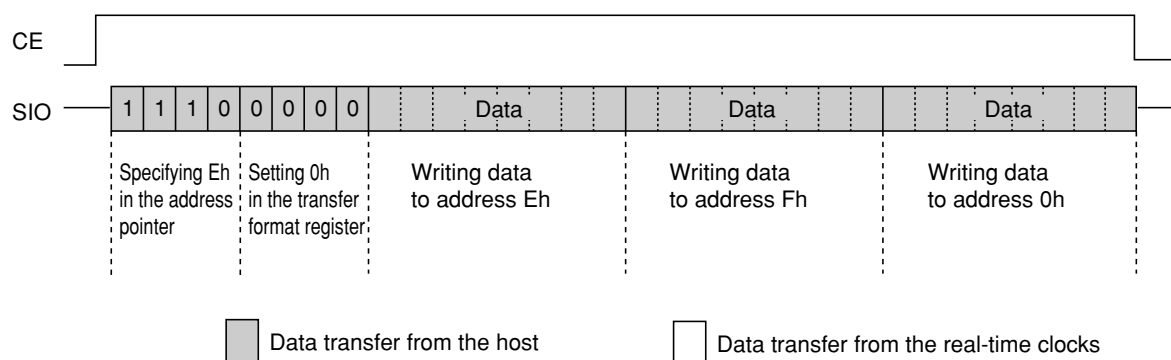 CE
SIO
1 1 1 0 0 0 0 0 Data Data Data
Specifying Eh
in the address
pointer
Setting 0h
in the transfer
format register
Writing data
to address Eh
Writing data
to address Fh
Writing data
to address 0h
Data transfer from the host
Data transfer from the real-time clocks